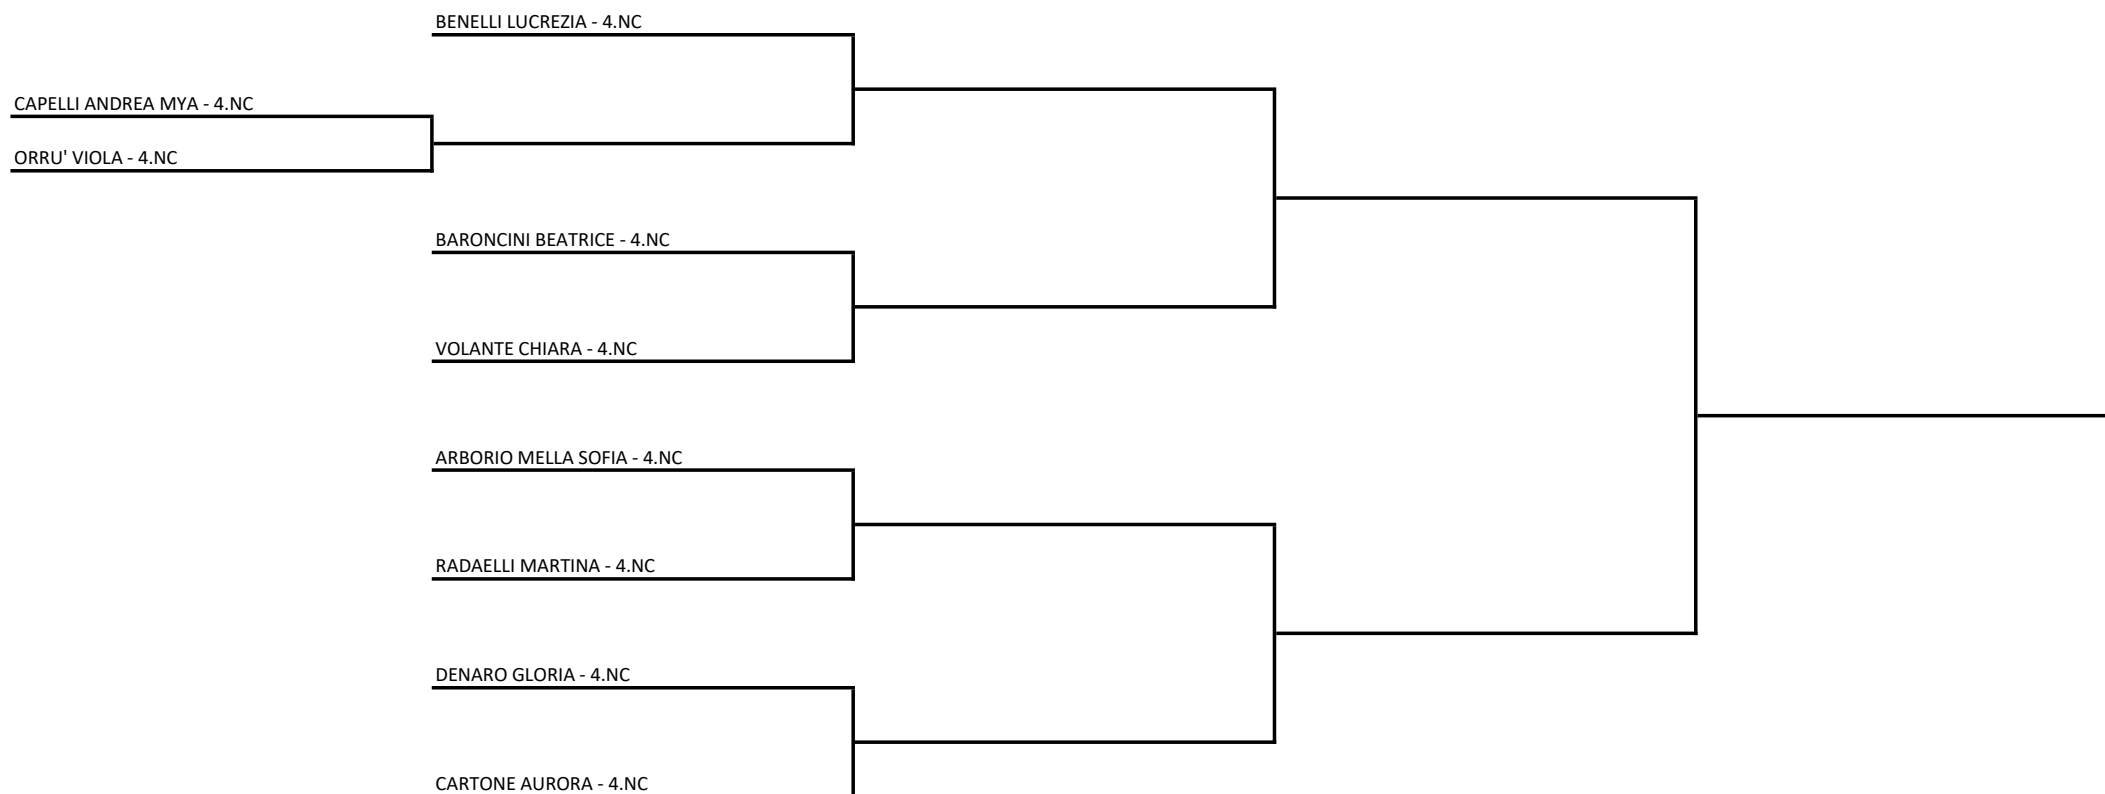 BENELLI LUCREZIA - 4.NC
CAPELLI ANDREA MYA - 4.NC
ORRU' VIOLA - 4.NC
BARONCINI BEATRICE - 4.NC
VOLANTE CHIARA - 4.NC
ARBORIO MELLA SOFIA - 4.NC
RADAELLI MARTINA - 4.NC
DENARO GLORIA - 4.NC
CARTONE AURORA - 4.NC